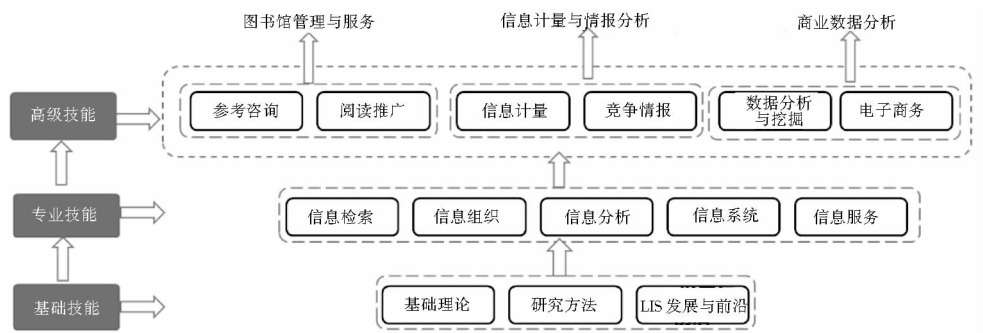 图书馆管理与服务
信息计量与情报分析
商业数据分析
高级技能
参考咨询
阅读推广
信息计量
竞争情报
数据分析
与挖掘
电子商务
专业技能
信息检索
信息组织
信息分析
信息系统
信息服务
基础技能
基础理论
研究方法
LIS 发展与前沿